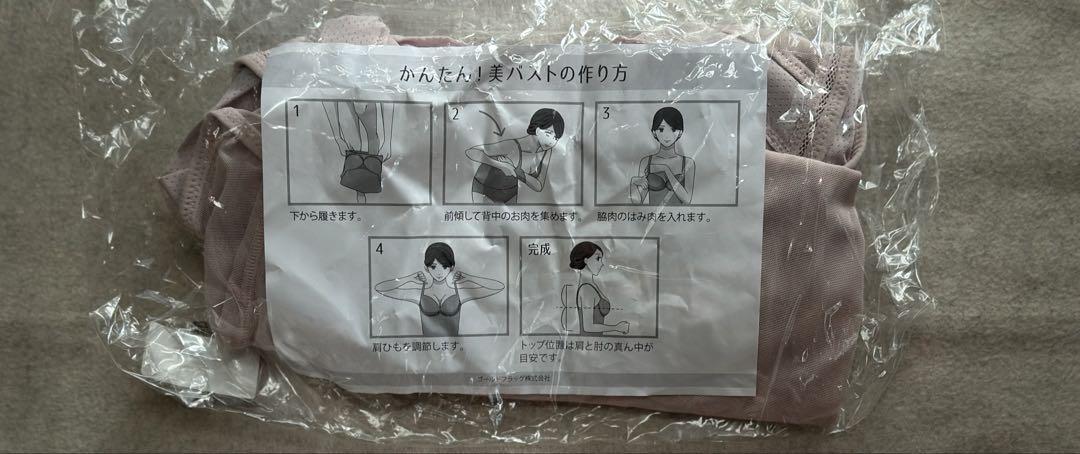 かんたん！美バストの作り方
1
2
3
下から履きます。
前傾して背中のお肉を集めます。
脇肉のはみ肉を入れます。
4
完成
肩ひもを調節します。
トップ位置は肩と肘の真ん中が
目安です。
ゴールドフラッグ株式会社